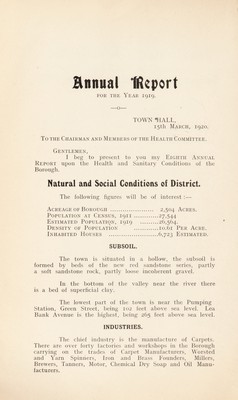 Annual Report
FOR THE YEAR 1919.
TOWN HALL,
15th MARCH, 1920.
TO THE CHAIRMAN AND MEMBERS OF THE HEALTH COMMITTEE.
GENTLEMEN,
I beg to present to you my EIGHTH ANNUAL
REPORT upon the Health and Sanitary Conditions of the
Borough.
Natural and Social Conditions of District.
The following figures will be of interest :—
ACREAGE OF BOROUGH .................... 2,504 ACRES.
POPULATION AT CENSUS, 1911 ............27,544
ESTIMATED POPULATION, 1919 ............26,564.
DENSITY OF POPULATION ............10.61 PER ACRE.
INHABITED HOUSES ............6,723 ESTIMATED.
SUBSOIL.
The town is situated in a hollow, the subsoil is
formed by beds of the new red sandstone series, partly
a soft sandstone rock, partly loose incoherent gravel.
In the bottom of the valley near the river there
is a bed of superficial clay.
The lowest part of the town is near the Pumping
Station, Green Street, being 102 feet above sea level. Lea
Bank Avenue is the highest, being 265 feet above sea level.
INDUSTRIES.
The chief industry is the manufacture of Carpets.
There are over forty factories and workshops in the Borough
carrying on the trades of Carpet Manufacturers, Worsted
and Yarn Spinners, Iron and Brass Founders, Millers,
Brewers, Tanners, Motor, Chemical Dry Soap and Oil Manu-
facturers.